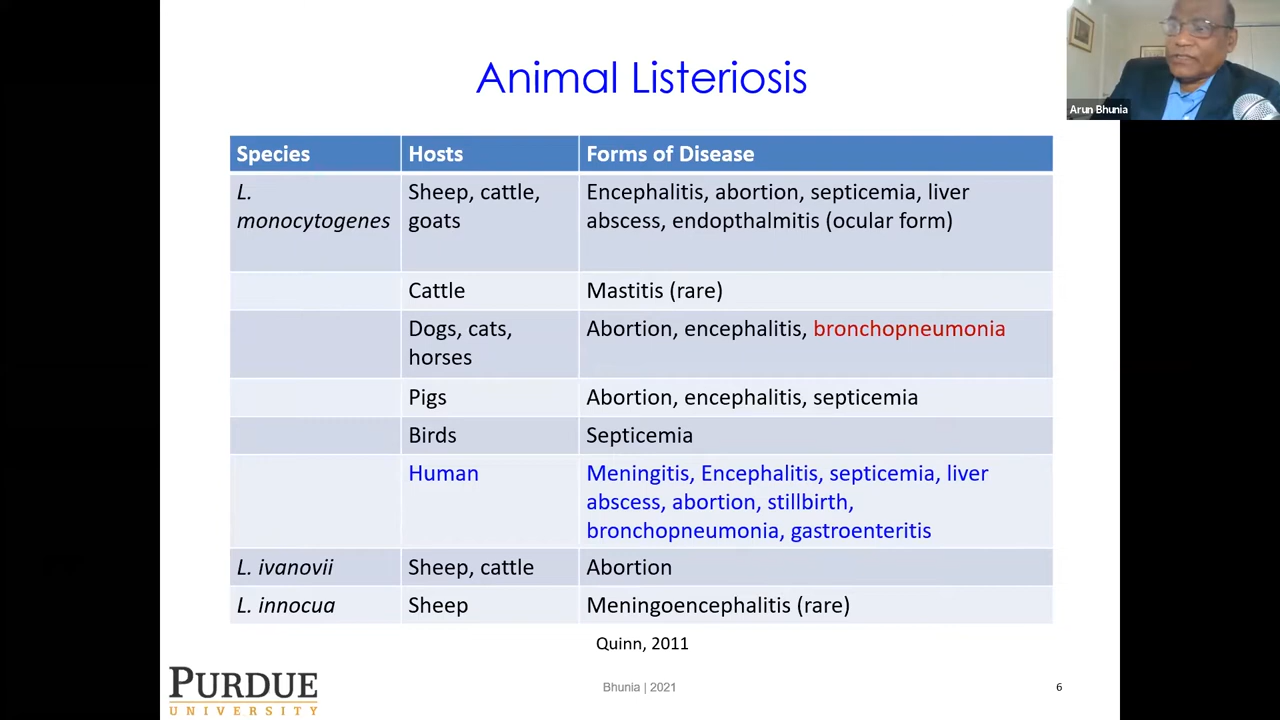 Animal Listeriosis
Arun Bhunia
Species Hosts Forms of Disease
L. Sheep, cattle, Encephalitis, abortion, septicemia, liver
monocytogenes goats abscess, endopthalmitis (ocular form)
Cattle Mastitis (rare)
Dogs, cats, Abortion, encephalitis, bronchopneumonia
horses
Pigs Abortion, encephalitis, septicemia
Birds Septicemia
Human Meningitis, Encephalitis, septicemia, liver
abscess, abortion, stillbirth,
bronchopneumonia, gastroenteritis
L. ivanovii Sheep, cattle Abortion
L. innocua Sheep Meningoencephalitis (rare)
Quinn, 2011
PURDUE
UNIVERSITY
Bhunia | 2021
6